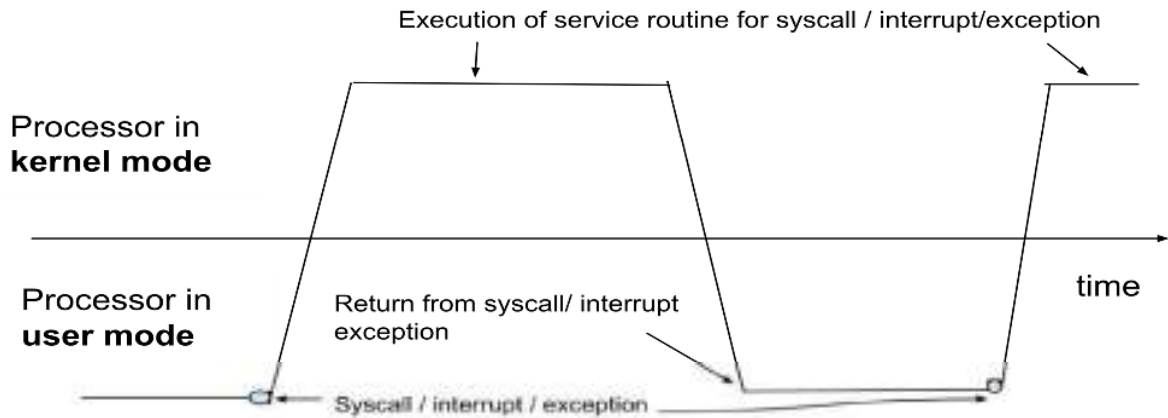 Execution of service routine for syscall / interrupt/exception
Processor in
kernel mode
time
Processor in
user mode
Return from syscall/ interrupt
exception
Syscall / interrupt / exception